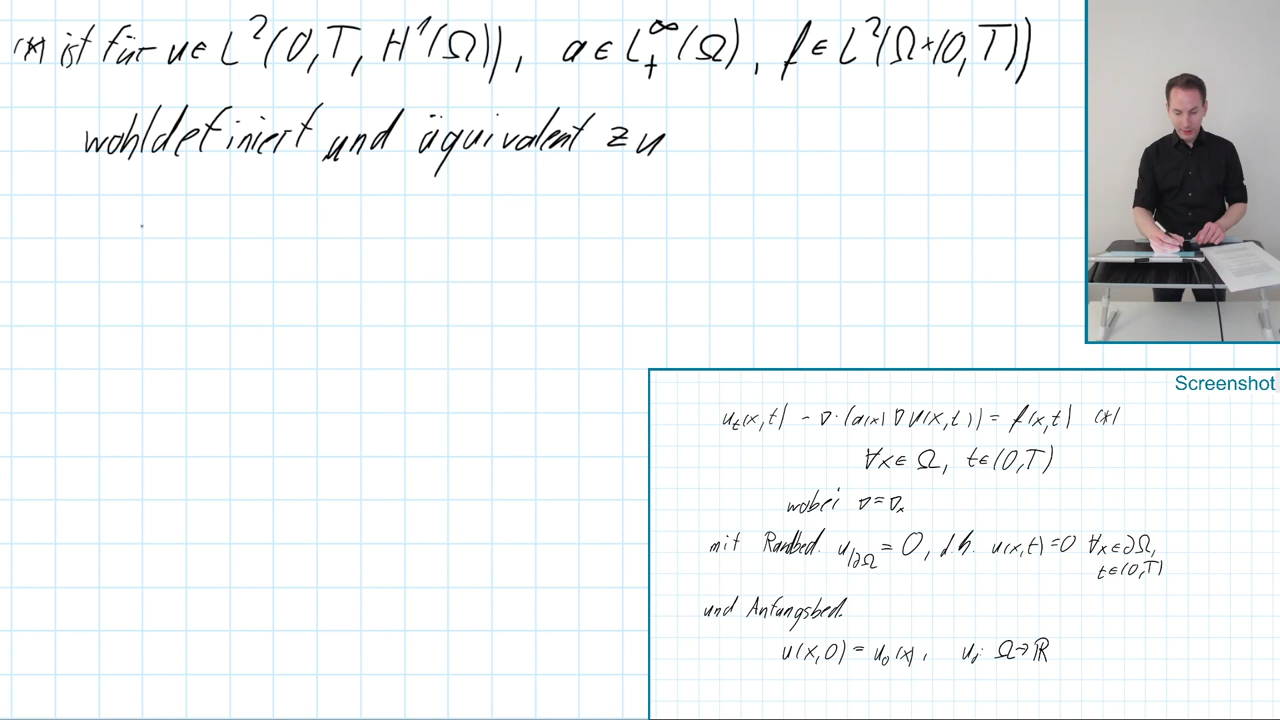 (*) ist für u ∈ L²(0,T, H¹(Ω)), a ∈ L₊^∞(Ω), f ∈ L²(Ω×(0,T))
wohldefiniert und äquivalent zu
Screenshot
u_t(x,t) - ∇·(a(x)∇u(x,t)) = f(x,t) (*)
∀x∈Ω, t∈(0,T)
wobei ∇=∇_x
mit Randbed. u|_∂Ω = 0, d.h. u(x,t)=0 ∀x∈∂Ω,
t∈(0,T)
und Anfangsbed.
u(x,0) = u₀(x), u₀: Ω→ℝ